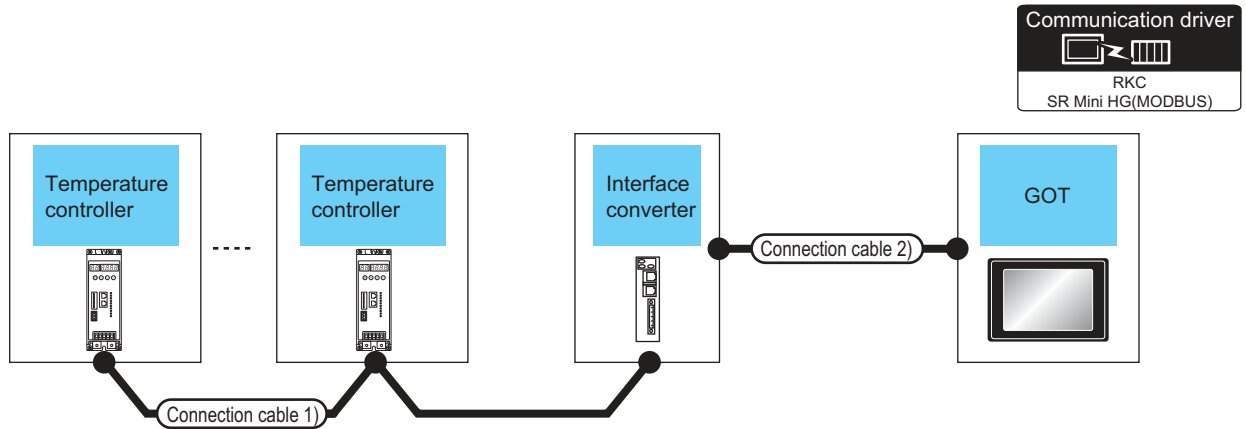 Communication driver
RKC
SR Mini HG(MODBUS)
Temperature
controller
Temperature
controller
Interface
converter
GOT
Connection cable 2)
Connection cable 1)